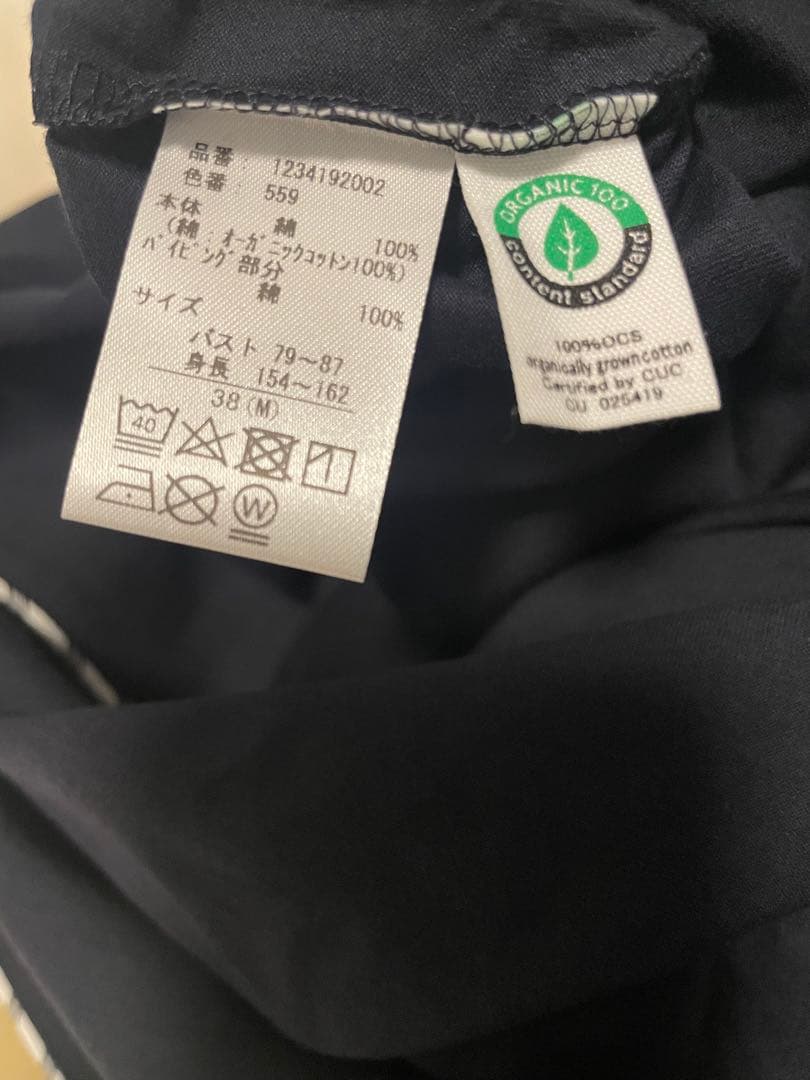 品番： 1234192002
色番： 559
本体 綿 100%
(綿：オーガニックコットン100%)
パイピング部分
綿 100%
サイズ
バスト 79～87
身長 154～162
38(M)
40
W
ORGANIC 100
content standard
100%OCS
organically grown cotton
Certified by CUC
CU 025419